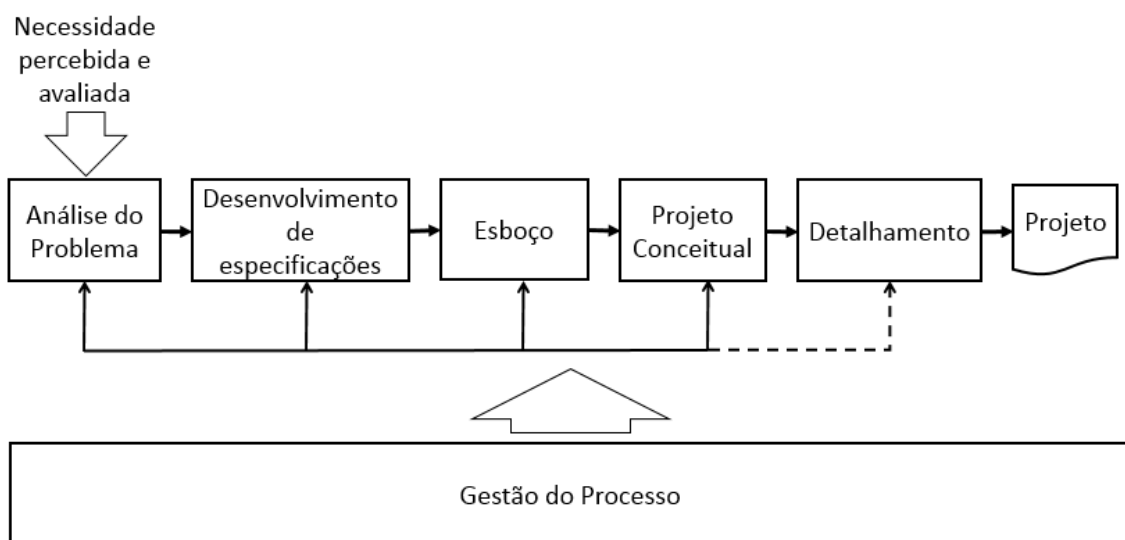 Necessidade
percebida e
avaliada
Análise do
Problema
Desenvolvimento
de
especificações
Esboço
Projeto
Conceitual
Detalhamento
Projeto
Gestão do Processo